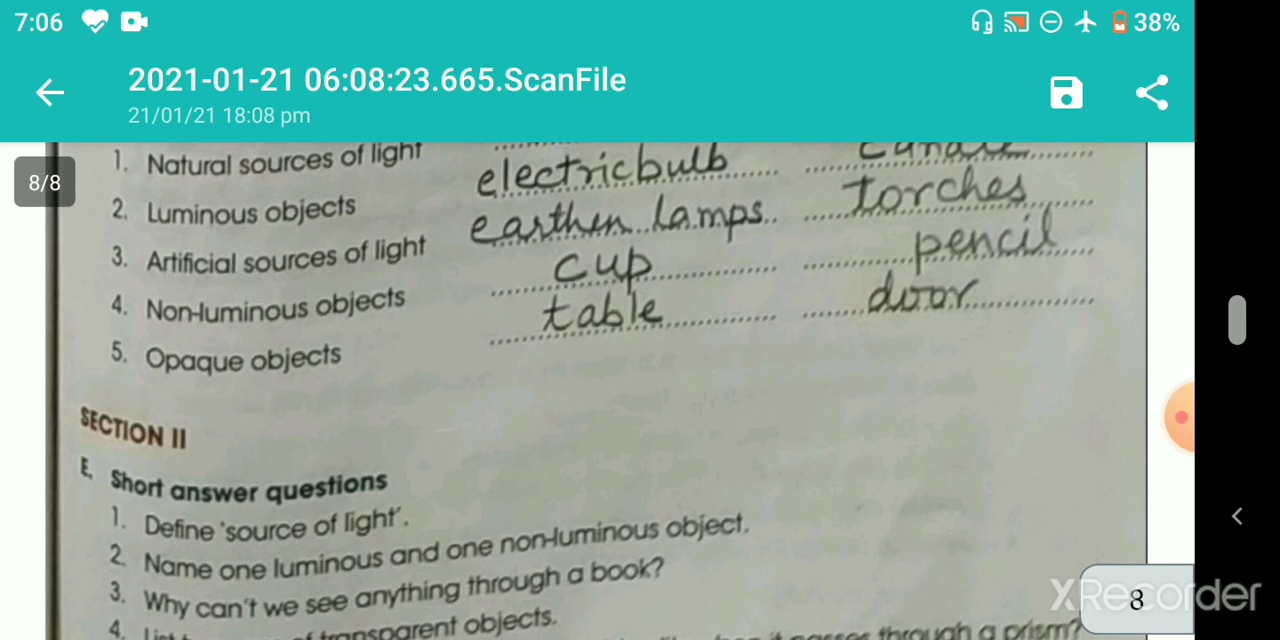 7:06 38%
2021-01-21 06:08:23.665.ScanFile
21/01/21 18:08 pm
8/8
1. Natural sources of light
electric bulb
2. Luminous objects
earthen lamps torches
3. Artificial sources of light
cup pencil
4. Non-luminous objects
table door
5. Opaque objects
SECTION II
E. Short answer questions
1. Define 'source of light'.
2. Name one luminous and one non-luminous object.
3. Why can't we see anything through a book?
4. transparent objects.
through a prism?
8
XRecorder